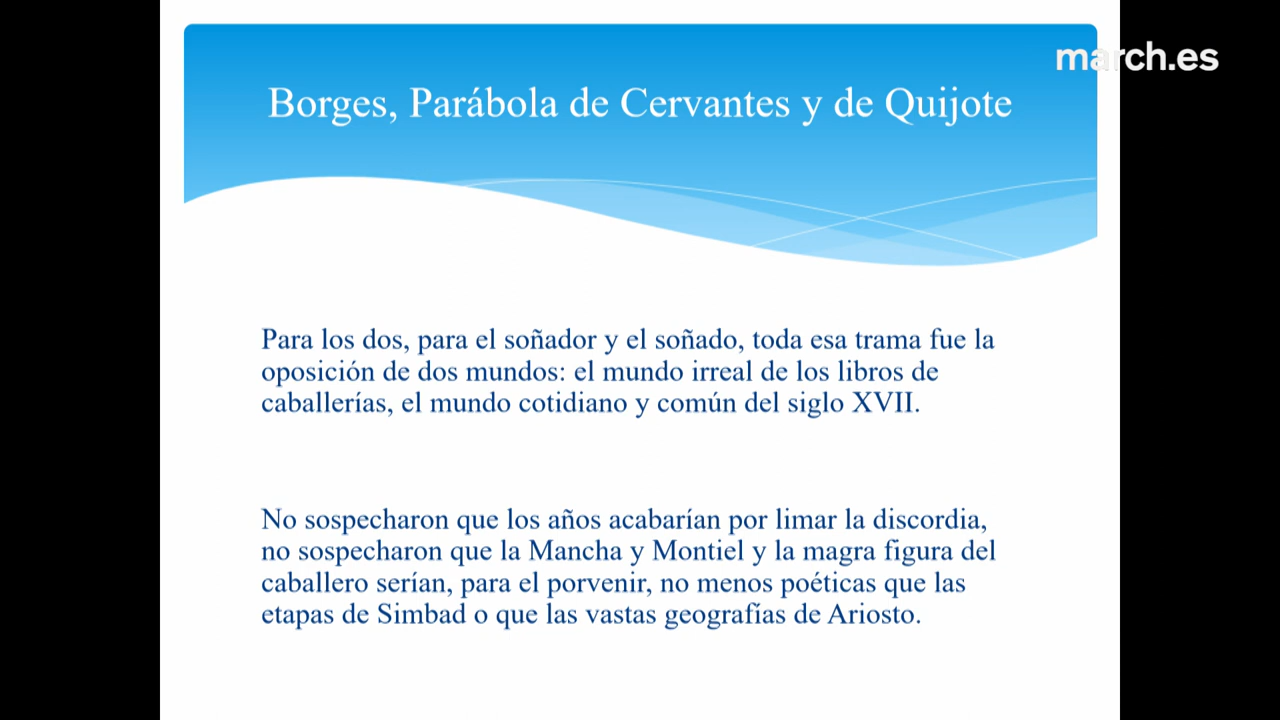 march.es
Borges, Parábola de Cervantes y de Quijote
Para los dos, para el soñador y el soñado, toda esa trama fue la
oposición de dos mundos: el mundo irreal de los libros de
caballerías, el mundo cotidiano y común del siglo XVII.
No sospecharon que los años acabarían por limar la discordia,
no sospecharon que la Mancha y Montiel y la magra figura del
caballero serían, para el porvenir, no menos poéticas que las
etapas de Simbad o que las vastas geografías de Ariosto.